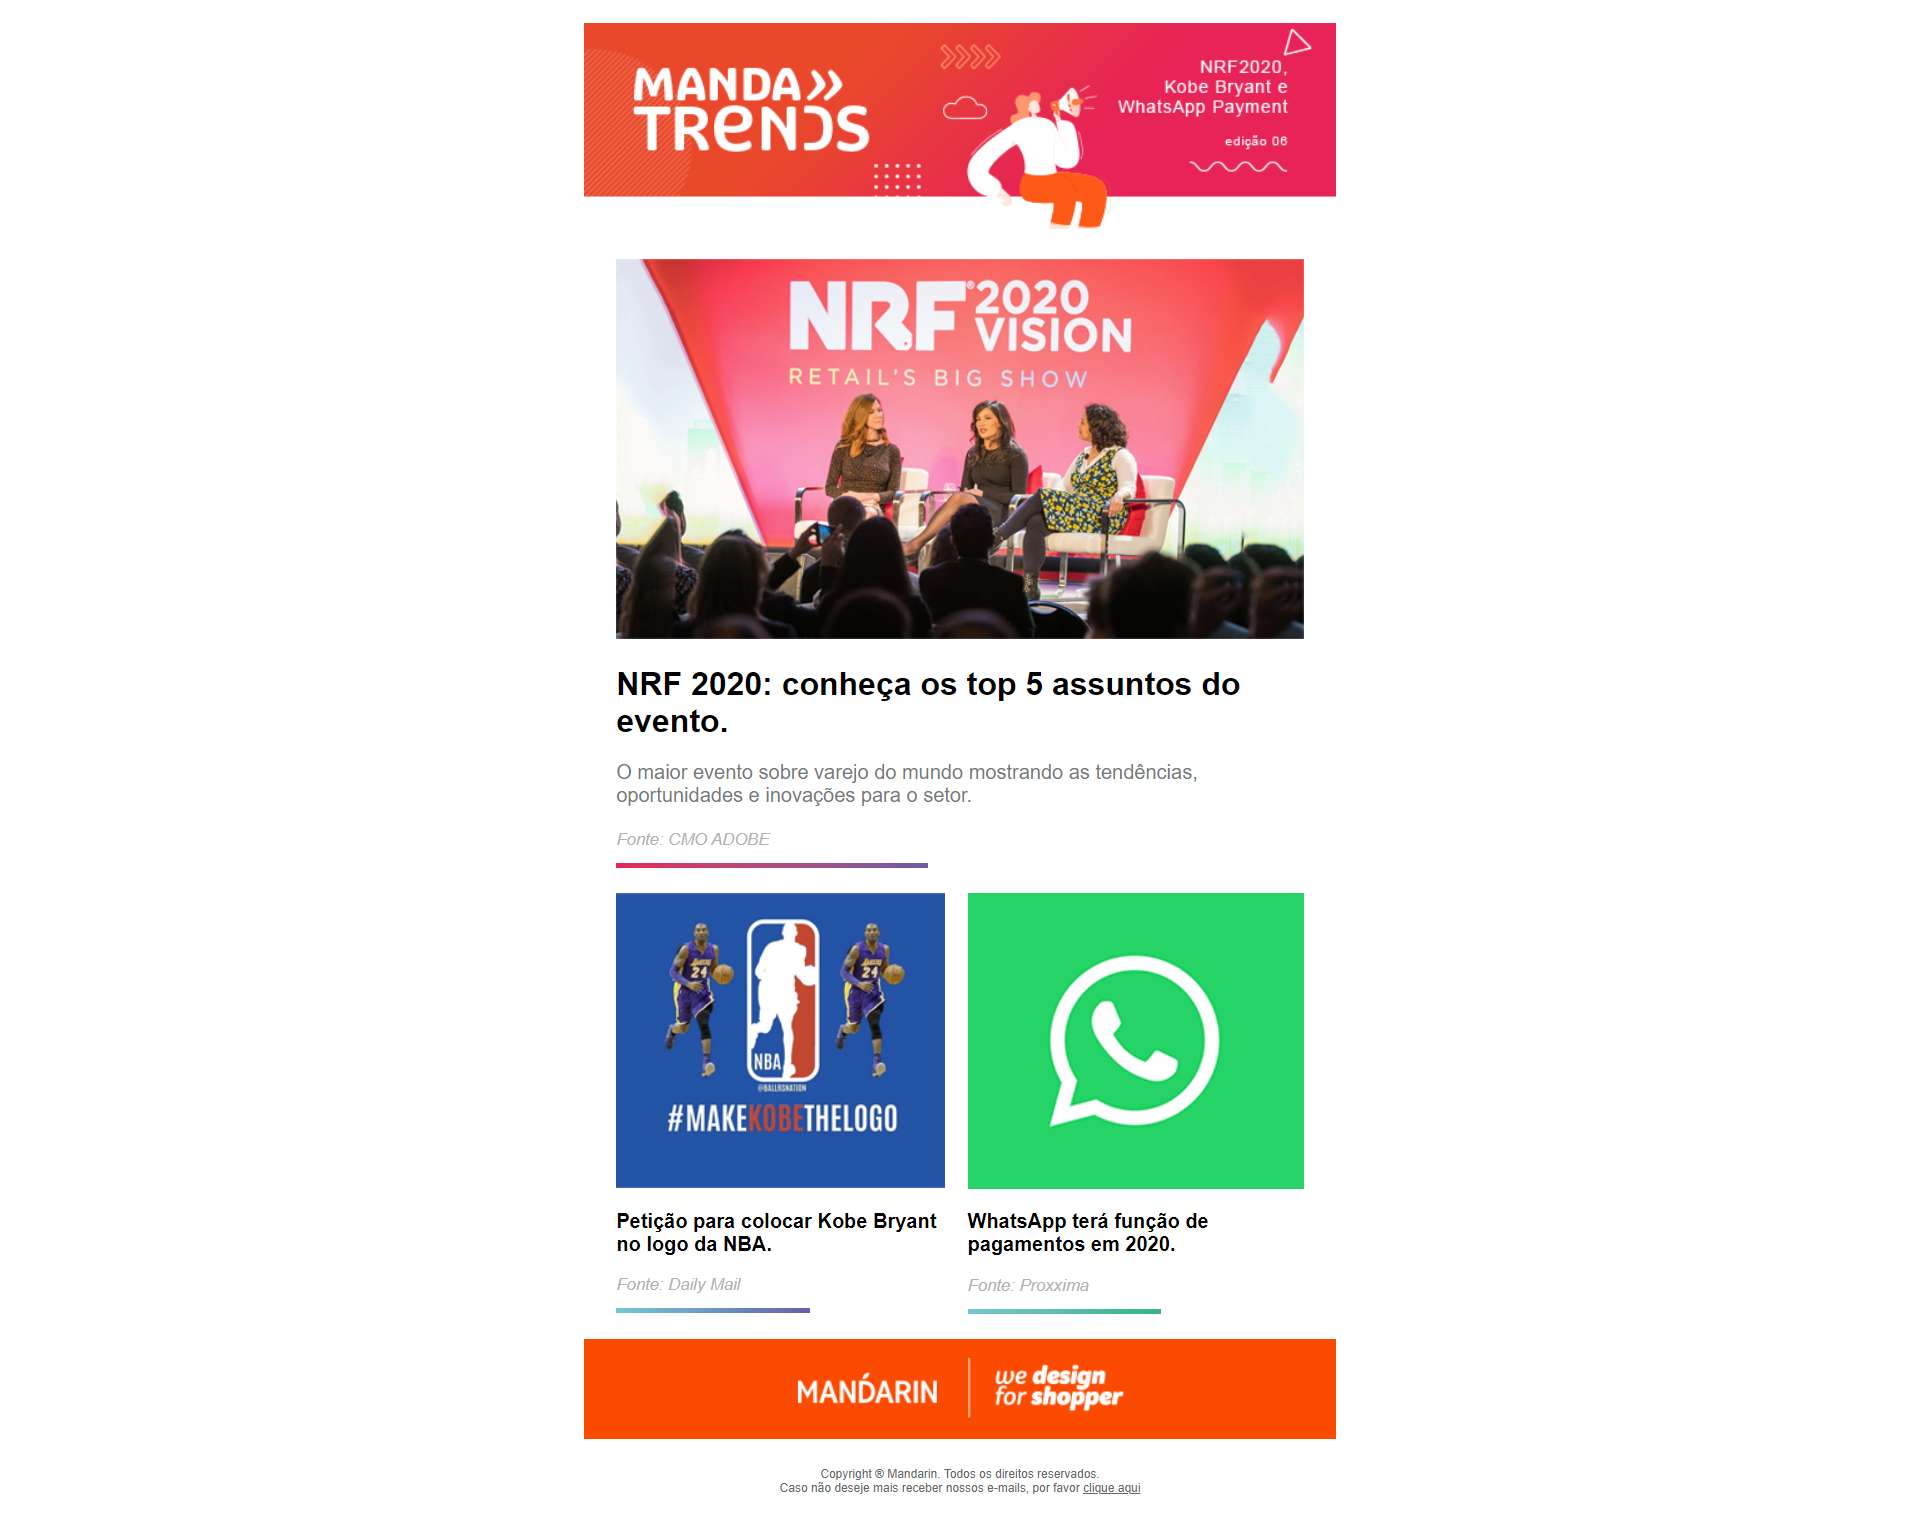 MANDA
TRENDS
NRF2020,
Kobe Bryant e
WhatsApp Payment
edição 06
NRF® 2020
VISION
RETAIL'S BIG SHOW
NRF 2020: conheça os top 5 assuntos do
evento.
O maior evento sobre varejo do mundo mostrando as tendências,
oportunidades e inovações para o setor.
Fonte: CMO ADOBE
LAKERS
24
NBA
LAKERS
24
@BALLRSNATION
#MAKEKOBETHELOGO
Petição para colocar Kobe Bryant
no logo da NBA.
Fonte: Daily Mail
WhatsApp terá função de
pagamentos em 2020.
Fonte: Proxxima
MANDARIN
we design
for shopper
Copyright ® Mandarin. Todos os direitos reservados.
Caso não deseje mais receber nossos e-mails, por favor clique aqui